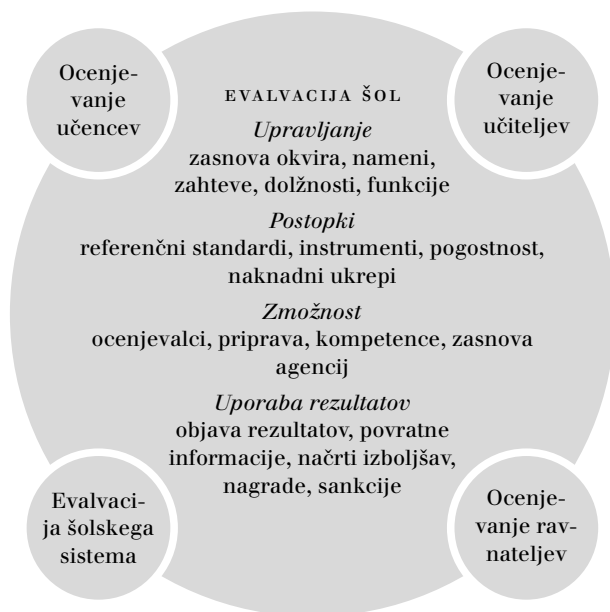 Ocenje-
vanje
učencev
Ocenje-
vanje
učiteljev
EVALVACIJA ŠOL
Upravljanje
zasnova okvira, nameni,
zahteve, dolžnosti, funkcije
Postopki
referenčni standardi, instrumenti, pogostnost,
naknadni ukrepi
Zmožnost
ocenjevalci, priprava, kompetence, zasnova
agencij
Uporaba rezultatov
objava rezultatov, povratne
informacije, načrti izboljšav,
nagrade, sankcije
Evalvaci-
ja šolskega
sistema
Ocenje-
vanje rav-
nateljev